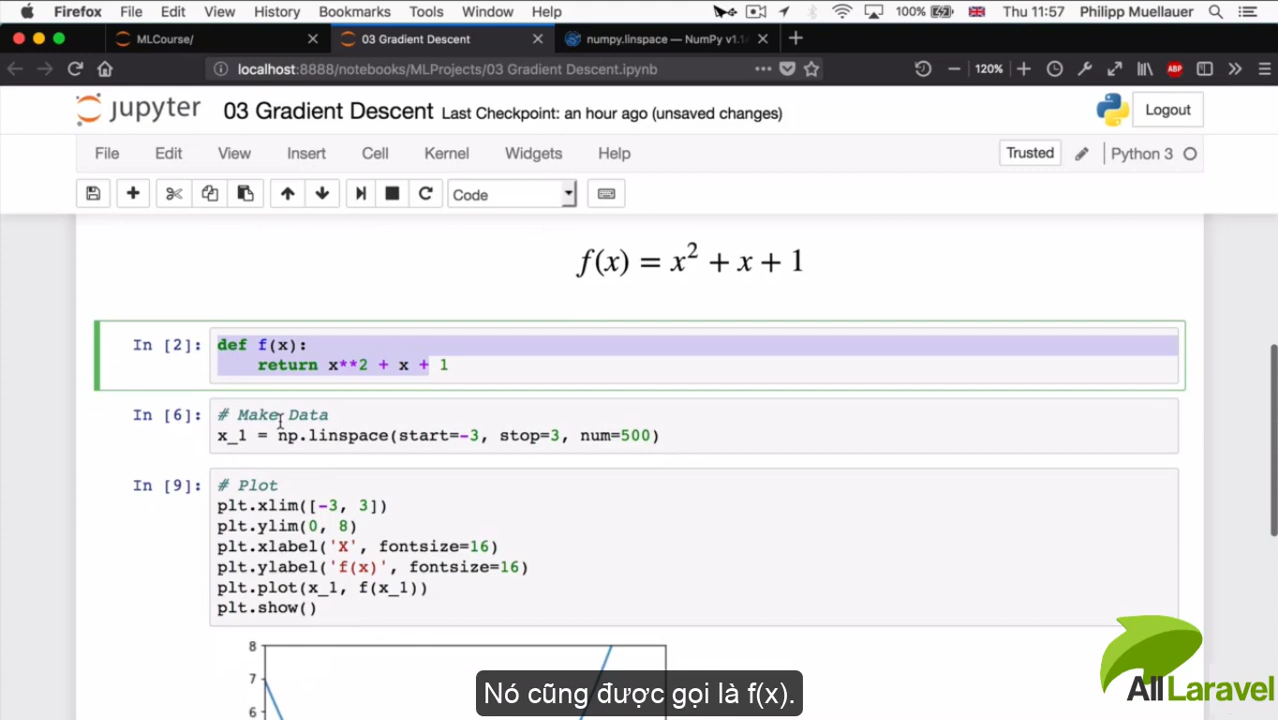 Firefox File Edit View History Bookmarks Tools Window Help 100% Thu 11:57 Philipp Muellauer
MLCourse/ 03 Gradient Descent numpy.linspace — NumPy v1.1
localhost:8888/notebooks/MLProjects/03 Gradient Descent.ipynb 120% ABP
jupyter 03 Gradient Descent Last Checkpoint: an hour ago (unsaved changes) Logout
File Edit View Insert Cell Kernel Widgets Help Trusted Python 3
Code
f(x) = x² + x + 1
In [2]: def f(x):
return x**2 + x + 1
In [6]: # Make Data
x_1 = np.linspace(start=-3, stop=3, num=500)
In [9]: # Plot
plt.xlim([-3, 3])
plt.ylim(0, 8)
plt.xlabel('X', fontsize=16)
plt.ylabel('f(x)', fontsize=16)
plt.plot(x_1, f(x_1))
plt.show()
8
7
6
Nó cũng được gọi là f(x).
AllLaravel